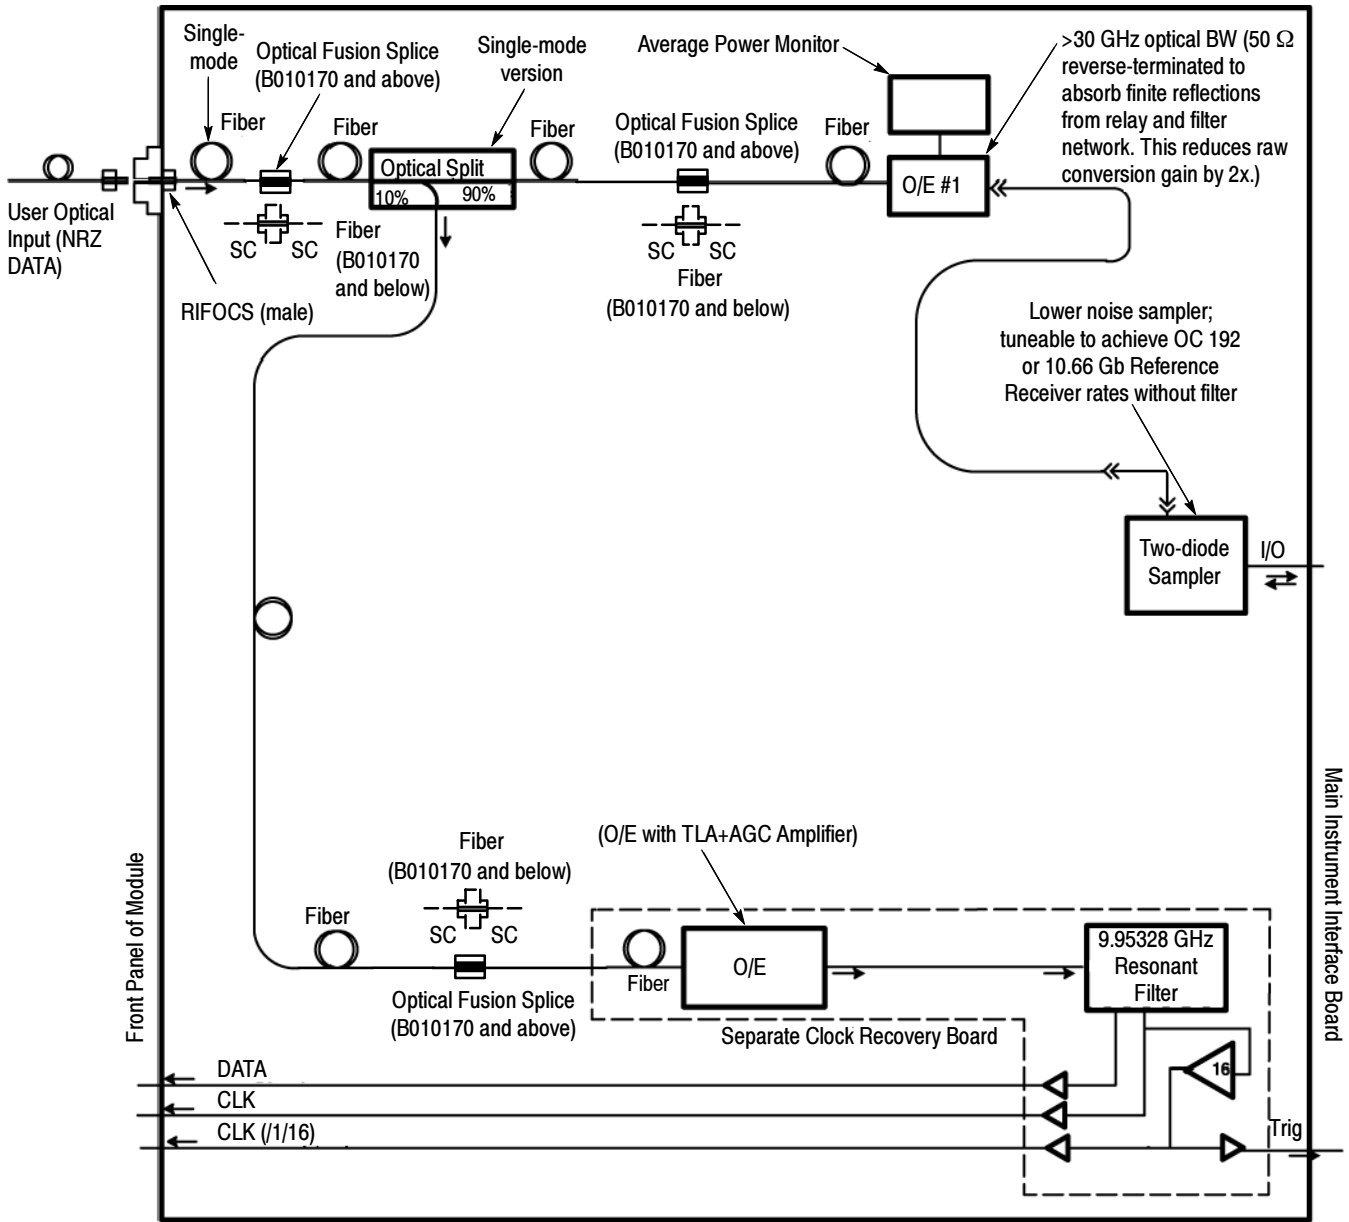 Single-
mode
Optical Fusion Splice
(B010170 and above)
Single-mode
version
Average Power Monitor
>30 GHz optical BW (50 Ω
reverse-terminated to
absorb finite reflections
from relay and filter
network. This reduces raw
conversion gain by 2x.)
Fiber
Fiber
Fiber
Optical Fusion Splice
(B010170 and above)
Fiber
Optical Split
10%
90%
O/E #1
User Optical
Input (NRZ
DATA)
SC
SC
Fiber
(B010170
and below)
SC
SC
Fiber
(B010170 and below)
RIFOCS (male)
Lower noise sampler;
tuneable to achieve OC 192
or 10.66 Gb Reference
Receiver rates without filter
Two-diode
Sampler
I/O
Front Panel of Module
Main Instrument Interface Board
Fiber
(B010170 and below)
SC
SC
(O/E with TLA+AGC Amplifier)
Fiber
Optical Fusion Splice
(B010170 and above)
Fiber
O/E
9.95328 GHz
Resonant
Filter
Separate Clock Recovery Board
16
DATA
CLK
CLK (/1/16)
Trig